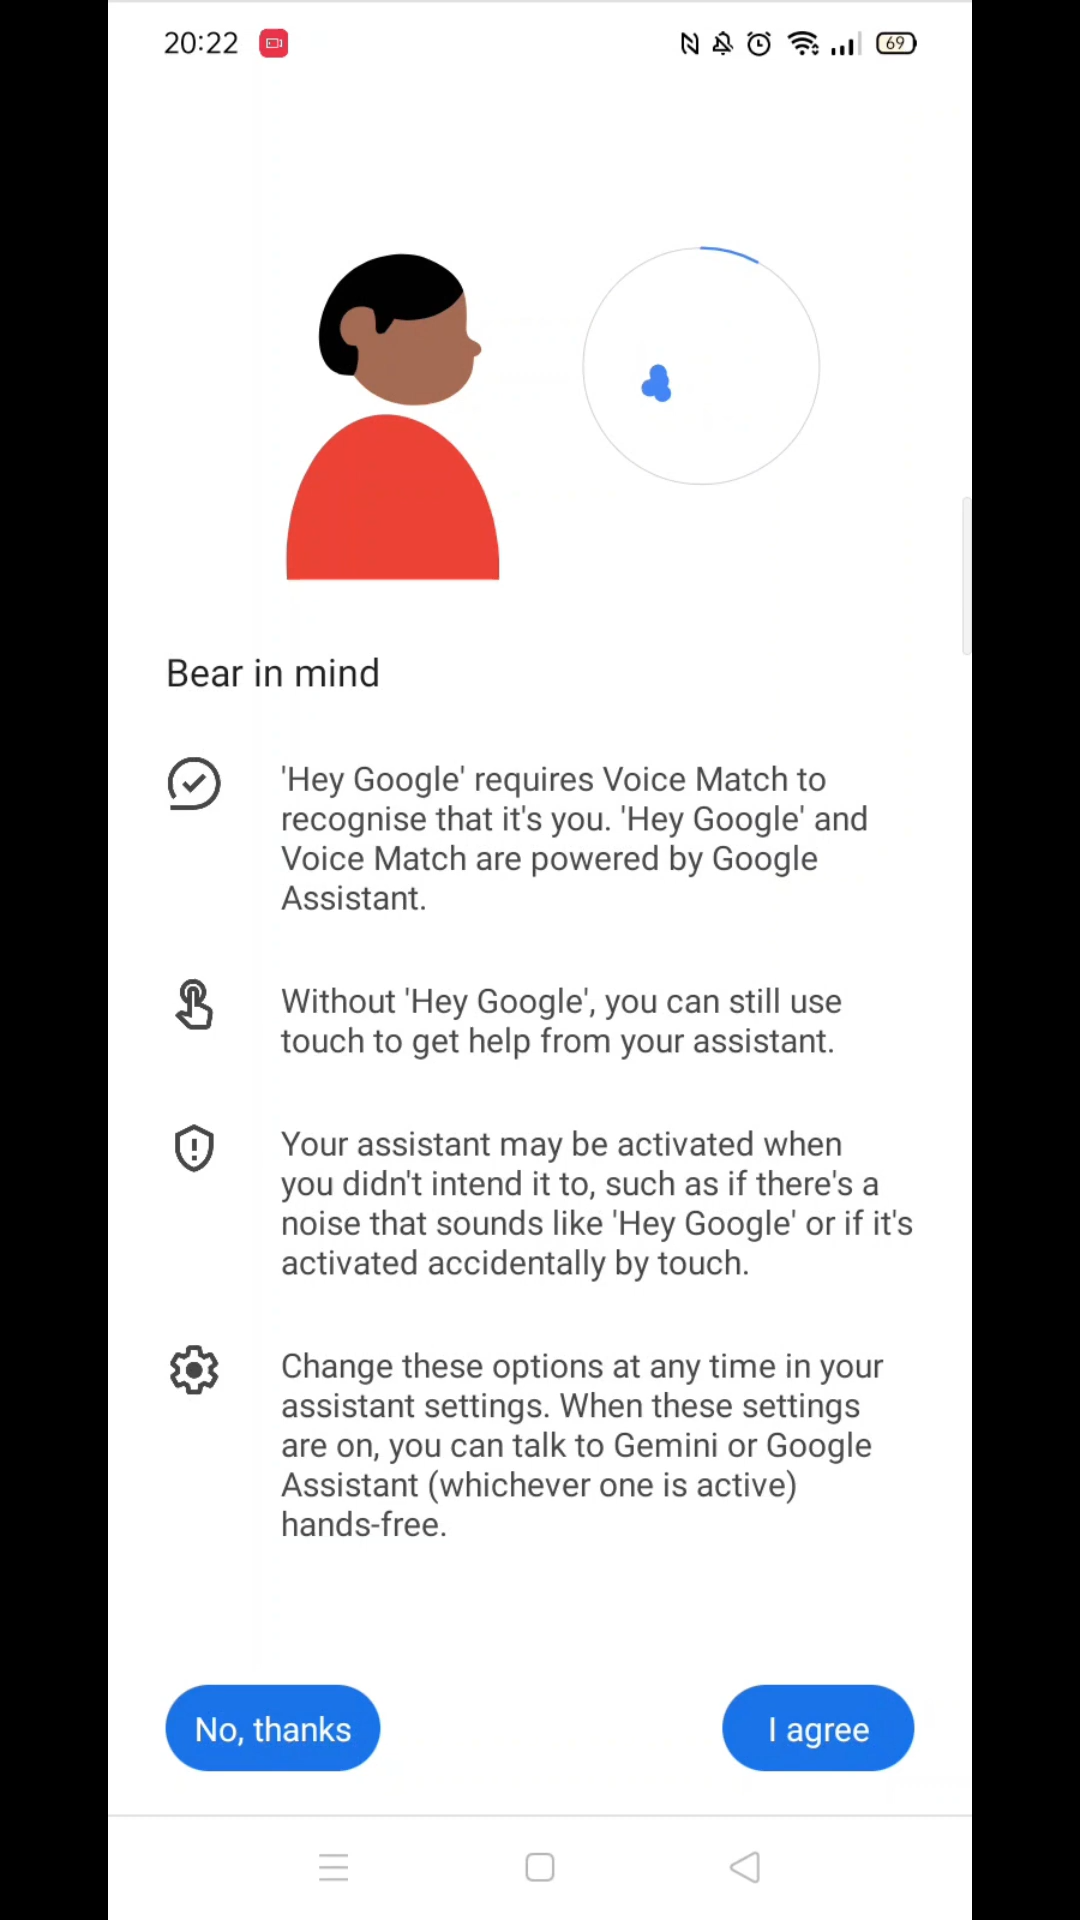 20:22
69
Bear in mind
'Hey Google' requires Voice Match to
recognise that it's you. 'Hey Google' and
Voice Match are powered by Google
Assistant.
Without 'Hey Google', you can still use
touch to get help from your assistant.
Your assistant may be activated when
you didn't intend it to, such as if there's a
noise that sounds like 'Hey Google' or if it's
activated accidentally by touch.
Change these options at any time in your
assistant settings. When these settings
are on, you can talk to Gemini or Google
Assistant (whichever one is active)
hands-free.
No, thanks
I agree